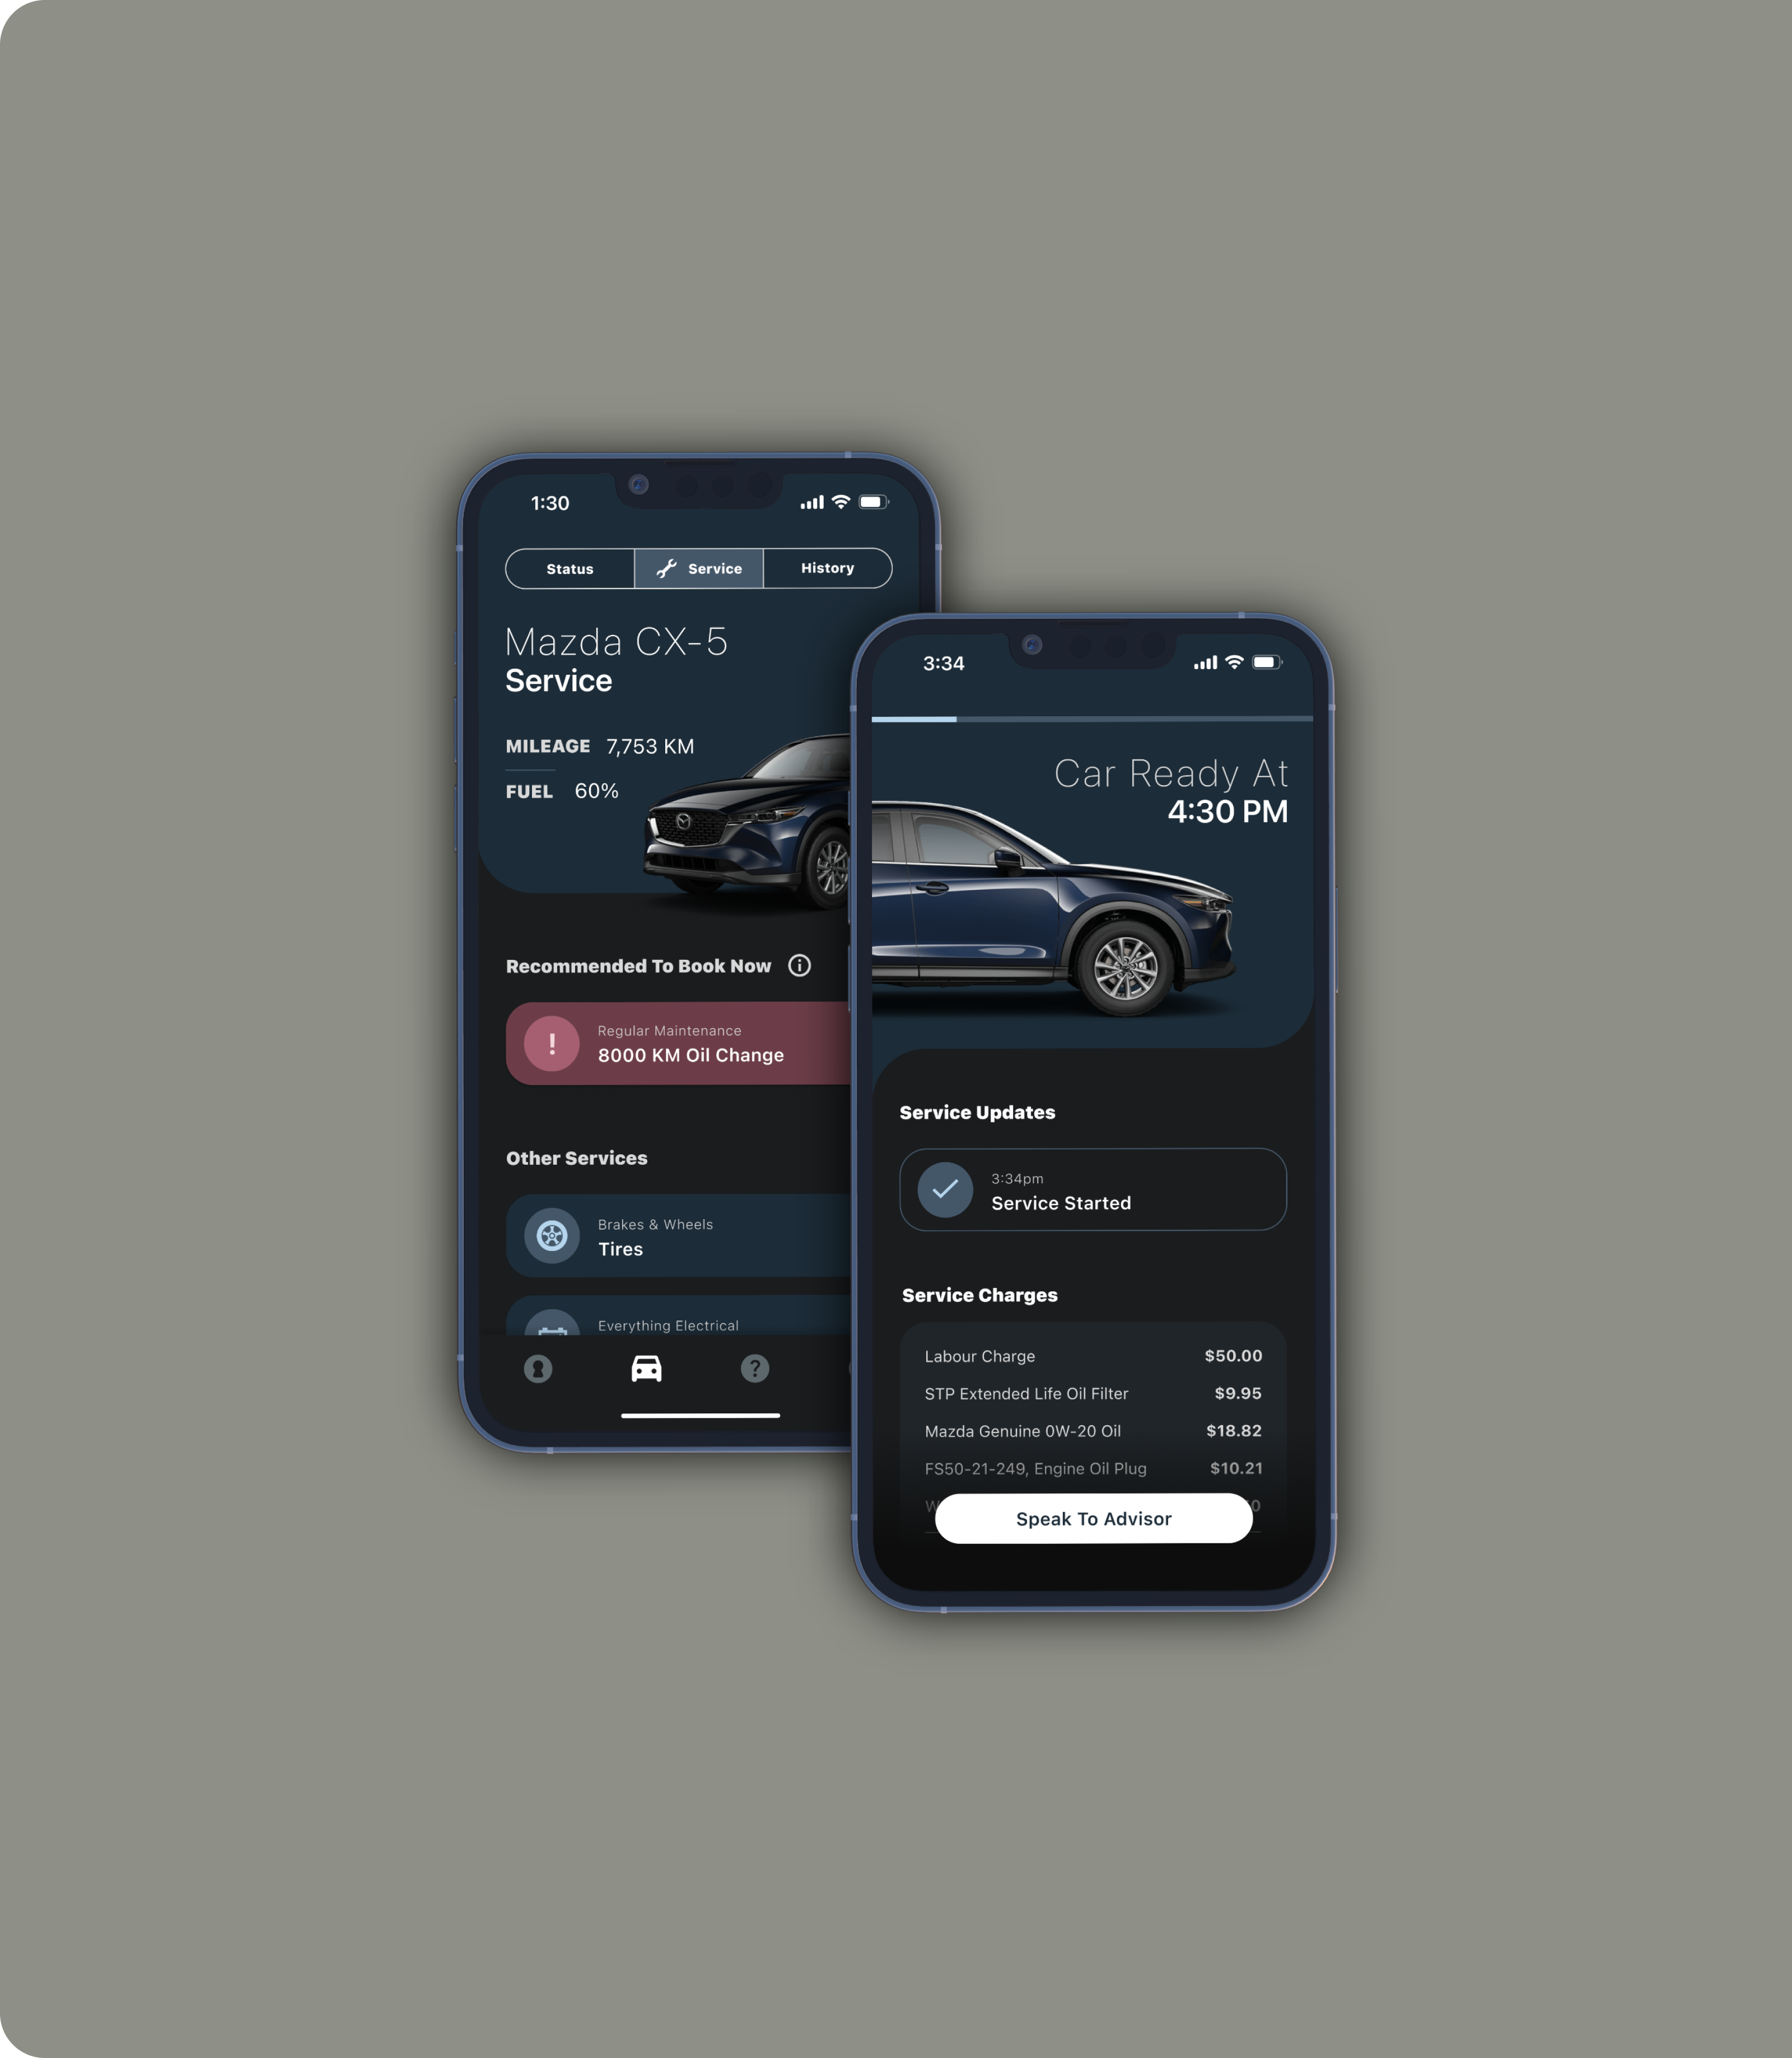 1:30
Status
Service
History
Mazda CX-5
Service
MILEAGE 7,753 KM
FUEL 60%
Recommended To Book Now
Regular Maintenance
8000 KM Oil Change
Other Services
Brakes & Wheels
Tires
Everything Electrical
3:34
Car Ready At
4:30 PM
Service Updates
3:34pm
Service Started
Service Charges
Labour Charge $50.00
STP Extended Life Oil Filter $9.95
Mazda Genuine 0W-20 Oil $18.82
FS50-21-249, Engine Oil Plug $10.21
Speak To Advisor